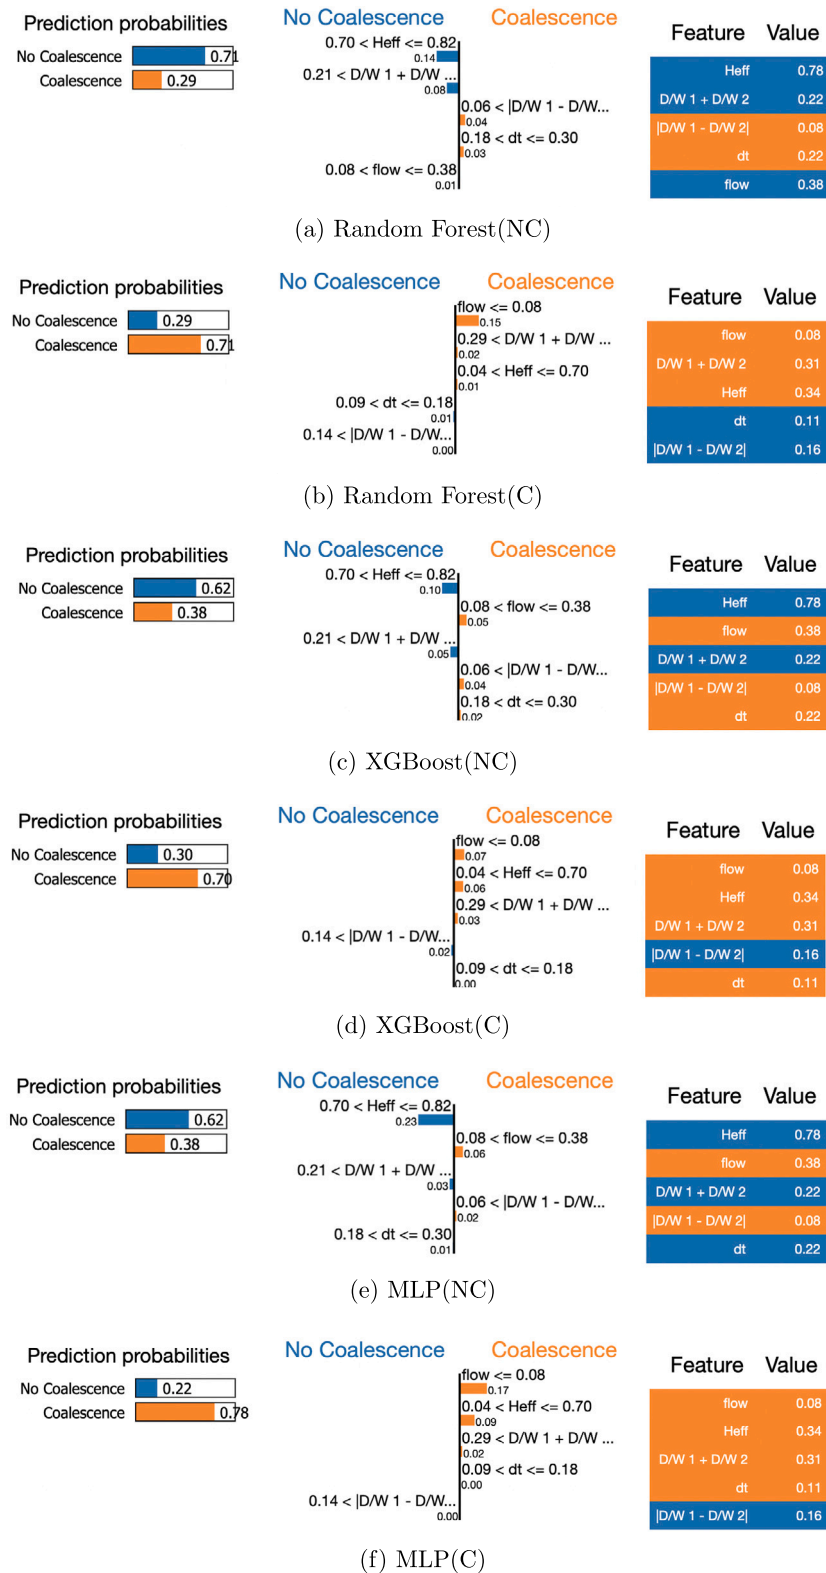 Prediction probabilities
No Coalescence 0.71
Coalescence 0.29
No Coalescence Coalescence
0.70 < Heff <= 0.82
0.14
0.21 < D/W 1 + D/W ...
0.08
0.06 < |D/W 1 - D/W...
0.04
0.18 < dt <= 0.30
0.03
0.08 < flow <= 0.38
0.01
Feature Value
Heff 0.78
D/W 1 + D/W 2 0.22
|D/W 1 - D/W 2| 0.08
dt 0.22
flow 0.38
(a) Random Forest(NC)
Prediction probabilities
No Coalescence 0.29
Coalescence 0.71
No Coalescence Coalescence
flow <= 0.08
0.15
0.29 < D/W 1 + D/W ...
0.02
0.04 < Heff <= 0.70
0.01
0.09 < dt <= 0.18
0.01
0.14 < |D/W 1 - D/W...
0.00
Feature Value
flow 0.08
D/W 1 + D/W 2 0.31
Heff 0.34
dt 0.11
|D/W 1 - D/W 2| 0.16
(b) Random Forest(C)
Prediction probabilities
No Coalescence 0.62
Coalescence 0.38
No Coalescence Coalescence
0.70 < Heff <= 0.82
0.10
0.08 < flow <= 0.38
0.05
0.21 < D/W 1 + D/W ...
0.05
0.06 < |D/W 1 - D/W...
0.04
0.18 < dt <= 0.30
0.02
Feature Value
Heff 0.78
flow 0.38
D/W 1 + D/W 2 0.22
|D/W 1 - D/W 2| 0.08
dt 0.22
(c) XGBoost(NC)
Prediction probabilities
No Coalescence 0.30
Coalescence 0.70
No Coalescence Coalescence
flow <= 0.08
0.07
0.04 < Heff <= 0.70
0.06
0.29 < D/W 1 + D/W ...
0.03
0.14 < |D/W 1 - D/W...
0.02
0.09 < dt <= 0.18
0.00
Feature Value
flow 0.08
Heff 0.34
D/W 1 + D/W 2 0.31
|D/W 1 - D/W 2| 0.16
dt 0.11
(d) XGBoost(C)
Prediction probabilities
No Coalescence 0.62
Coalescence 0.38
No Coalescence Coalescence
0.70 < Heff <= 0.82
0.23
0.08 < flow <= 0.38
0.06
0.21 < D/W 1 + D/W ...
0.03
0.06 < |D/W 1 - D/W...
0.02
0.18 < dt <= 0.30
0.01
Feature Value
Heff 0.78
flow 0.38
D/W 1 + D/W 2 0.22
|D/W 1 - D/W 2| 0.08
dt 0.22
(e) MLP(NC)
Prediction probabilities
No Coalescence 0.22
Coalescence 0.78
No Coalescence Coalescence
flow <= 0.08
0.17
0.04 < Heff <= 0.70
0.09
0.29 < D/W 1 + D/W ...
0.02
0.09 < dt <= 0.18
0.00
0.14 < |D/W 1 - D/W...
0.00
Feature Value
flow 0.08
Heff 0.34
D/W 1 + D/W 2 0.31
dt 0.11
|D/W 1 - D/W 2| 0.16
(f) MLP(C)